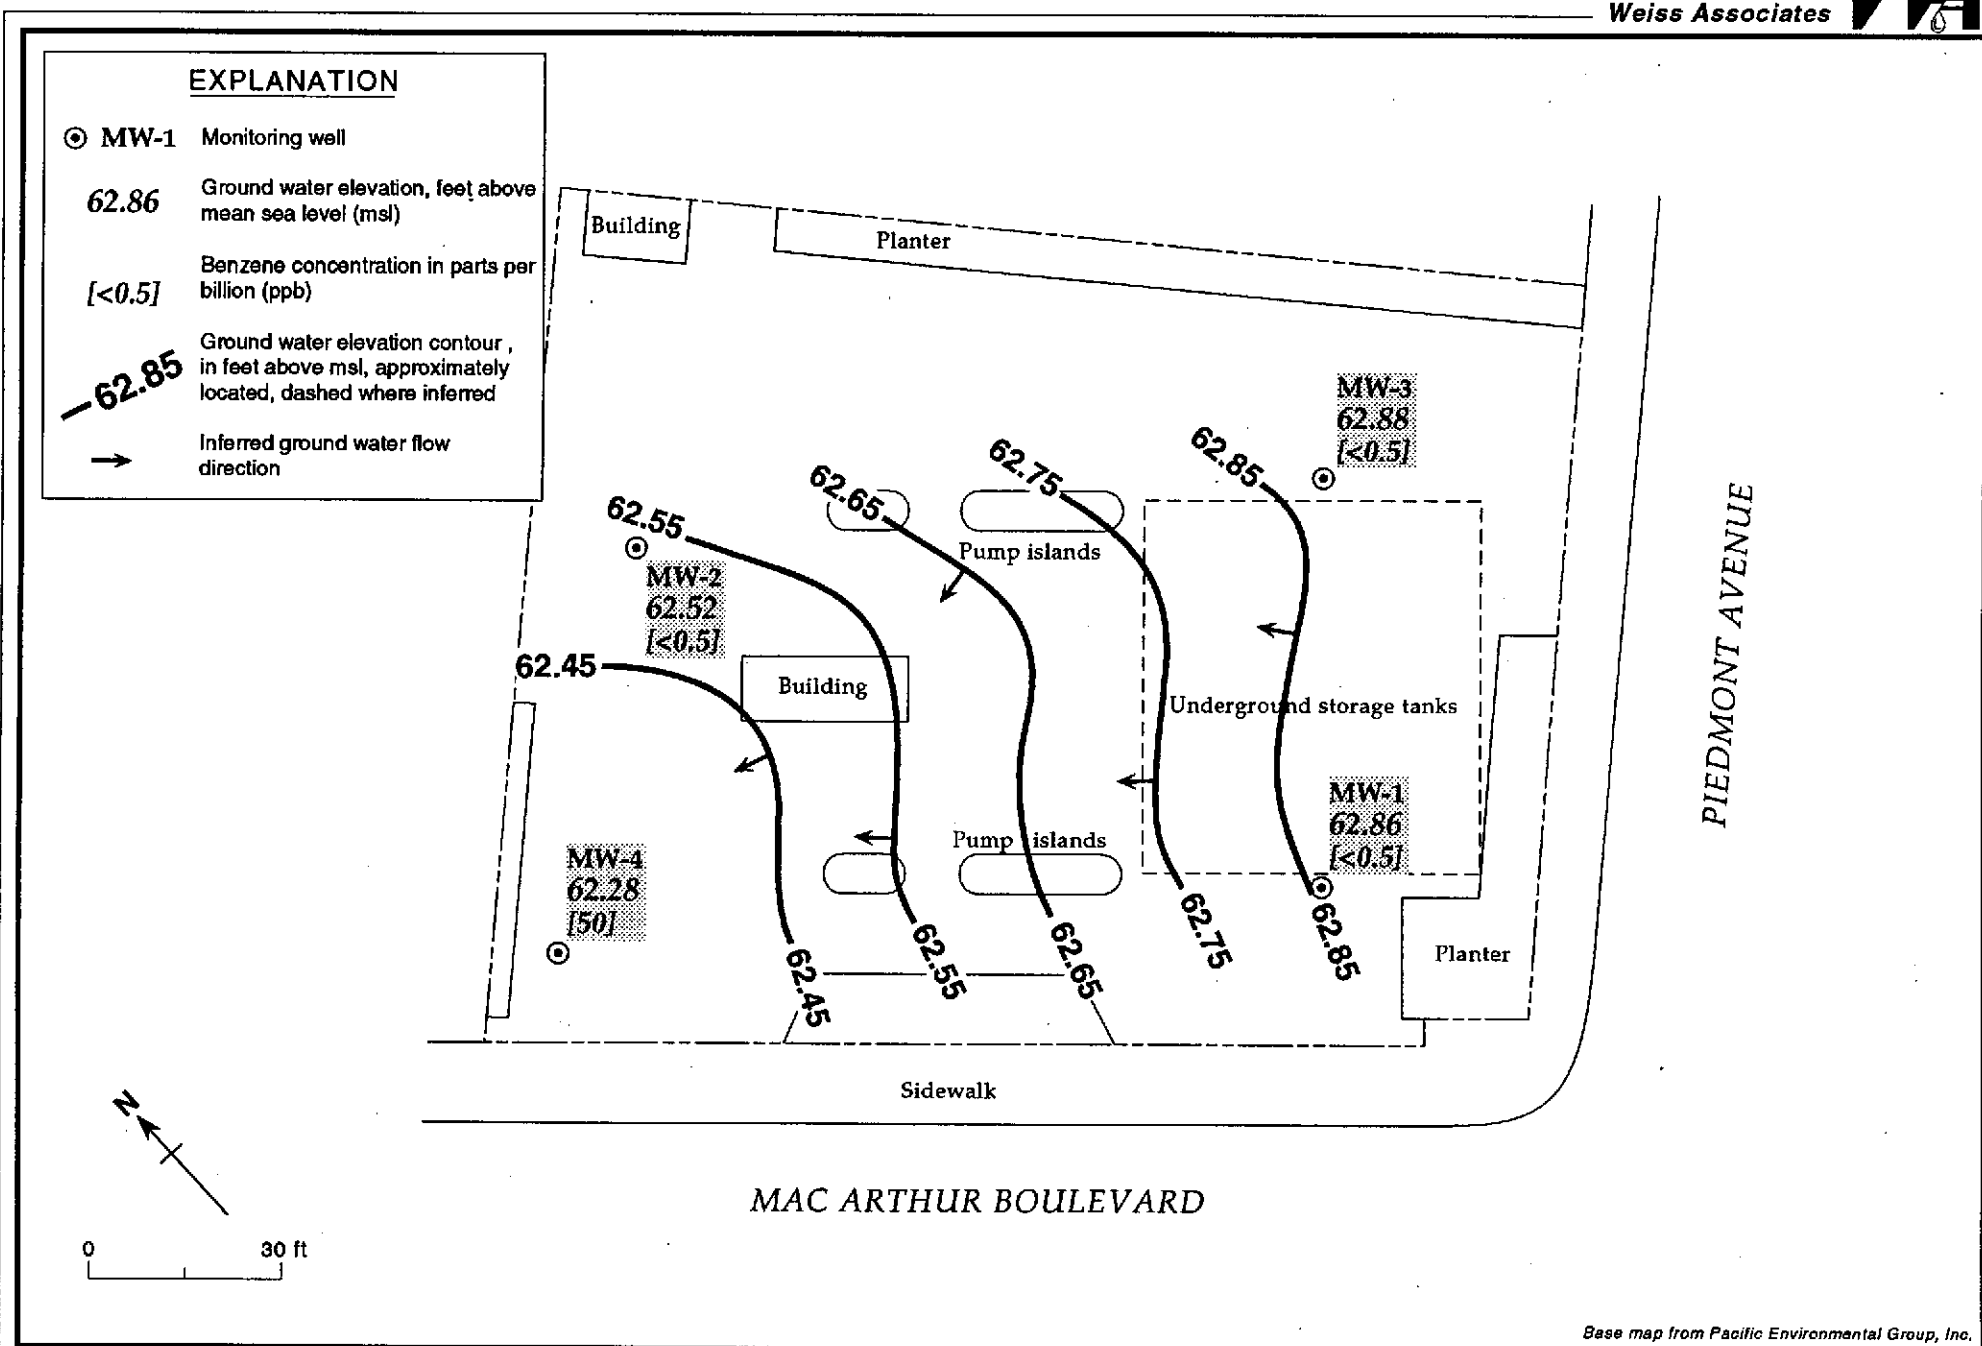 Weiss Associates
EXPLANATION
MW-1 Monitoring well
62.86 Ground water elevation, feet above
mean sea level (msl)
[<0.5] Benzene concentration in parts per
billion (ppb)
62.85 Ground water elevation contour ,
in feet above msl, approximately
located, dashed where inferred
Inferred ground water flow
direction
Building
Planter
MW-3
62.88
[<0.5]
62.85
62.75
62.65
62.55
Pump islands
MW-2
62.52
[<0.5]
62.45
Building
Underground storage tanks
PIEDMONT AVENUE
MW-1
62.86
[<0.5]
Pump islands
MW-4
62.28
[50]
62.45
62.55
62.65
62.75
62.85
Planter
Sidewalk
N
MAC ARTHUR BOULEVARD
0 30 ft
Base map from Pacific Environmental Group, Inc.